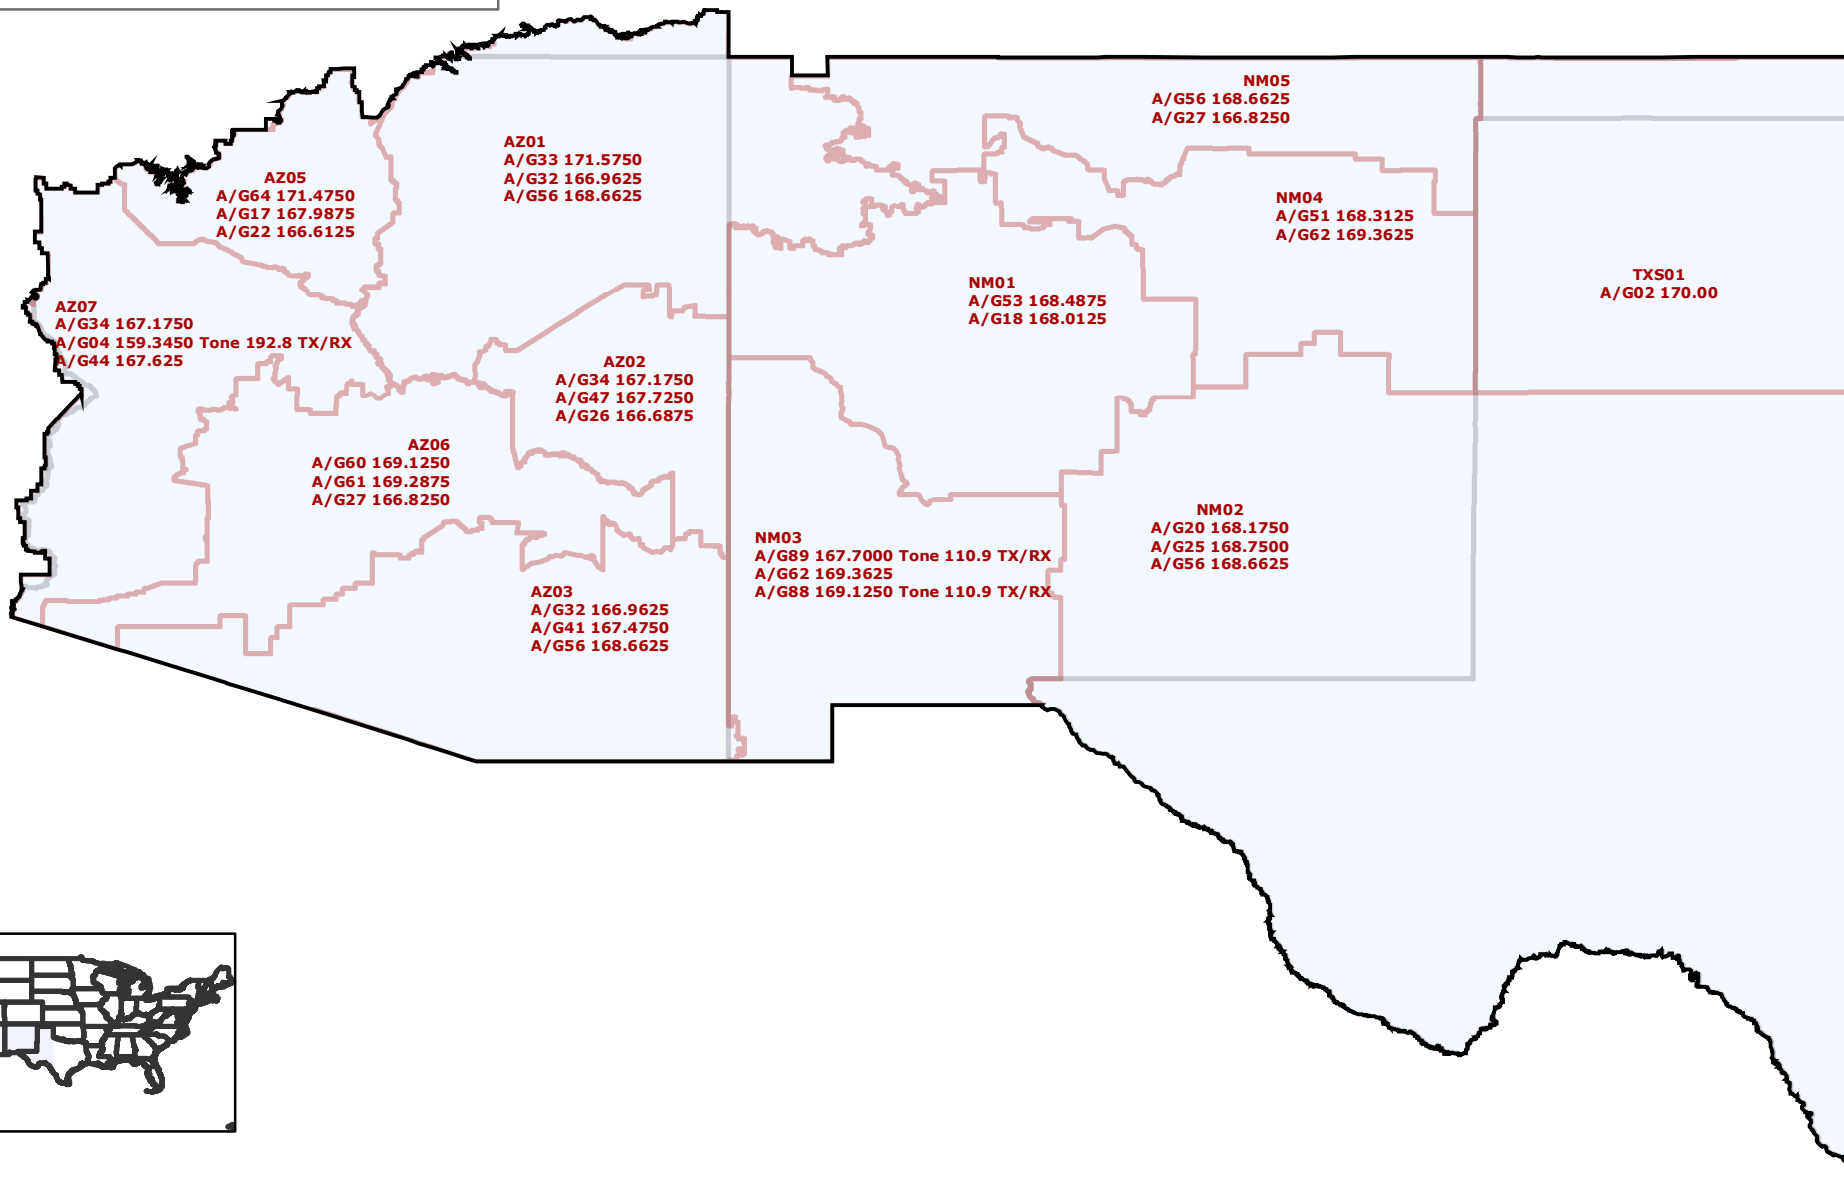 NM05
A/G56 168.6625
A/G27 166.8250
AZ01
A/G33 171.5750
A/G32 166.9625
A/G56 168.6625
AZ05
A/G64 171.4750
A/G17 167.9875
A/G22 166.6125
NM04
A/G51 168.3125
A/G62 169.3625
TXS01
A/G02 170.00
NM01
A/G53 168.4875
A/G18 168.0125
AZ07
A/G34 167.1750
A/G04 159.3450 Tone 192.8 TX/RX
A/G44 167.625
AZ02
A/G34 167.1750
A/G47 167.7250
A/G26 166.6875
AZ06
A/G60 169.1250
A/G61 169.2875
A/G27 166.8250
NM02
A/G20 168.1750
A/G25 168.7500
A/G56 168.6625
NM03
A/G89 167.7000 Tone 110.9 TX/RX
A/G62 169.3625
A/G88 169.1250 Tone 110.9 TX/RX
AZ03
A/G32 166.9625
A/G41 167.4750
A/G56 168.6625